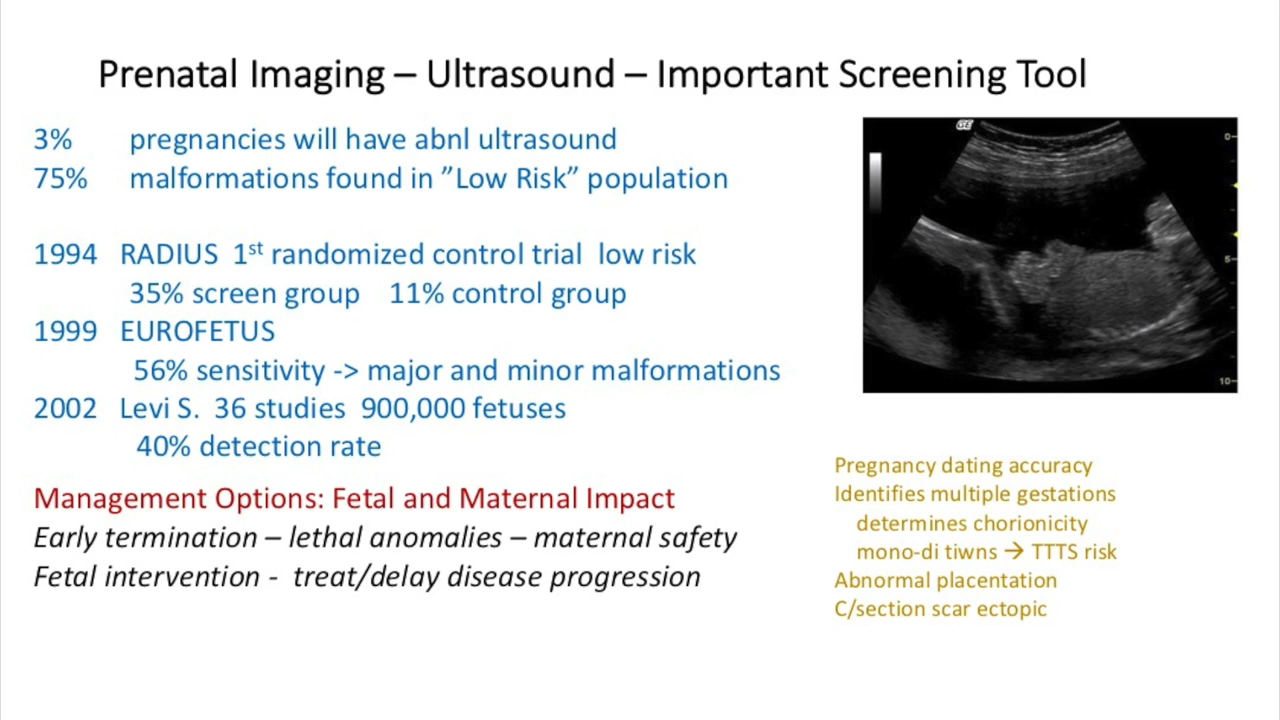 Prenatal Imaging – Ultrasound – Important Screening Tool
3% pregnancies will have abnl ultrasound
75% malformations found in ”Low Risk” population
1994 RADIUS 1st randomized control trial low risk
35% screen group 11% control group
1999 EUROFETUS
56% sensitivity -> major and minor malformations
2002 Levi S. 36 studies 900,000 fetuses
40% detection rate
Management Options: Fetal and Maternal Impact
Early termination – lethal anomalies – maternal safety
Fetal intervention - treat/delay disease progression
GE
0
5
10
Pregnancy dating accuracy
Identifies multiple gestations
determines chorionicity
mono-di tiwns → TTTS risk
Abnormal placentation
C/section scar ectopic